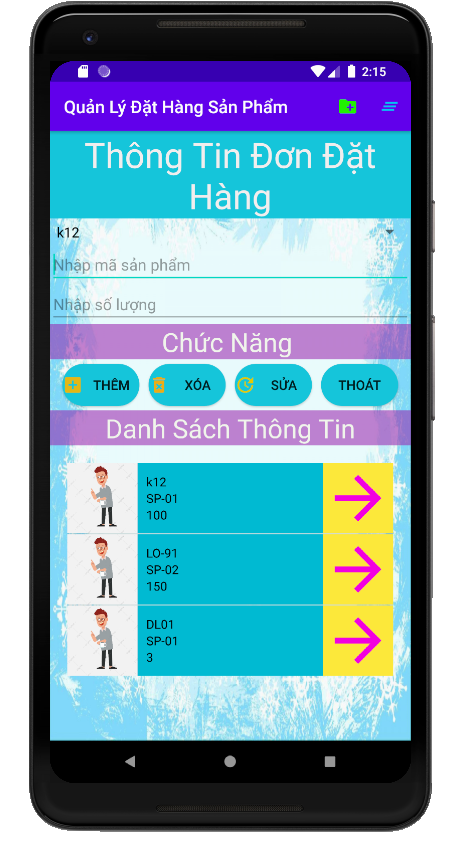 2:15
Quản Lý Đặt Hàng Sản Phẩm
Thông Tin Đơn Đặt
Hàng
k12
Nhập mã sản phẩm
Nhập số lượng
Chức Năng
THÊM
XÓA
SỬA
THOÁT
Danh Sách Thông Tin
k12
SP-01
100
LO-91
SP-02
150
DL01
SP-01
3